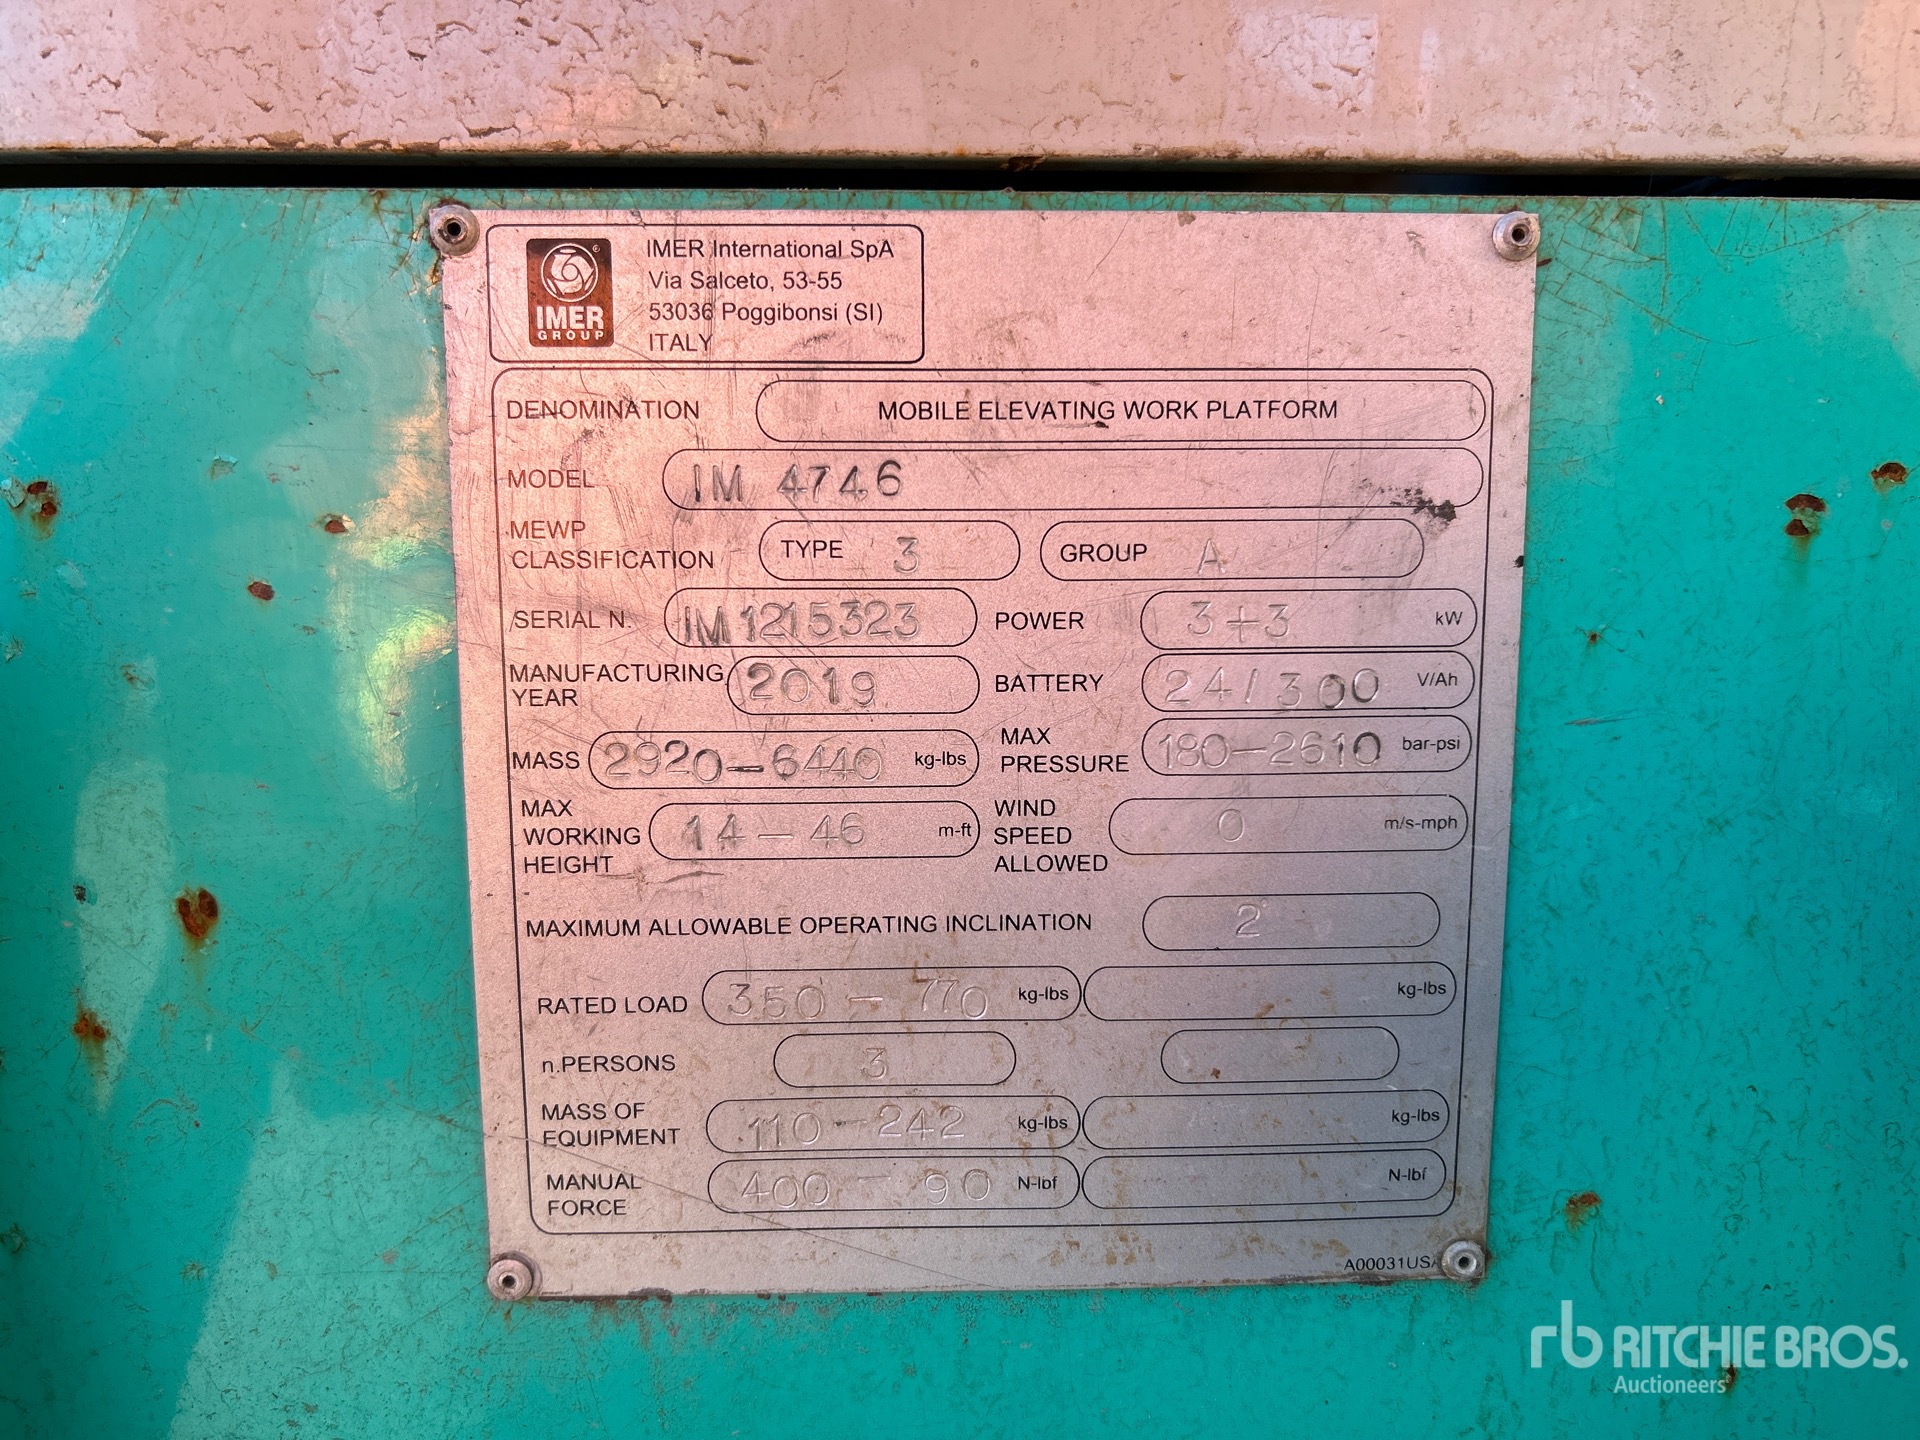 IMER GROUP
IMER International SpA
Via Salceto, 53-55
53036 Poggibonsi (SI)
ITALY
DENOMINATION MOBILE ELEVATING WORK PLATFORM
MODEL IM 4746
MEWP CLASSIFICATION TYPE 3 GROUP A
SERIAL N. IM1215323 POWER 3+3 kW
MANUFACTURING YEAR 2019 BATTERY 24/300 V/Ah
MASS 2920-6440 kg-lbs MAX PRESSURE 180-2610 bar-psi
MAX WORKING HEIGHT 14-46 m-ft WIND SPEED ALLOWED 0 m/s-mph
MAXIMUM ALLOWABLE OPERATING INCLINATION 2°
RATED LOAD 350-770 kg-lbs kg-lbs
n.PERSONS 3
MASS OF EQUIPMENT 110-242 kg-lbs kg-lbs
MANUAL FORCE 400-90 N-lbf N-lbf
A00031USA
rb RITCHIE BROS.
Auctioneers